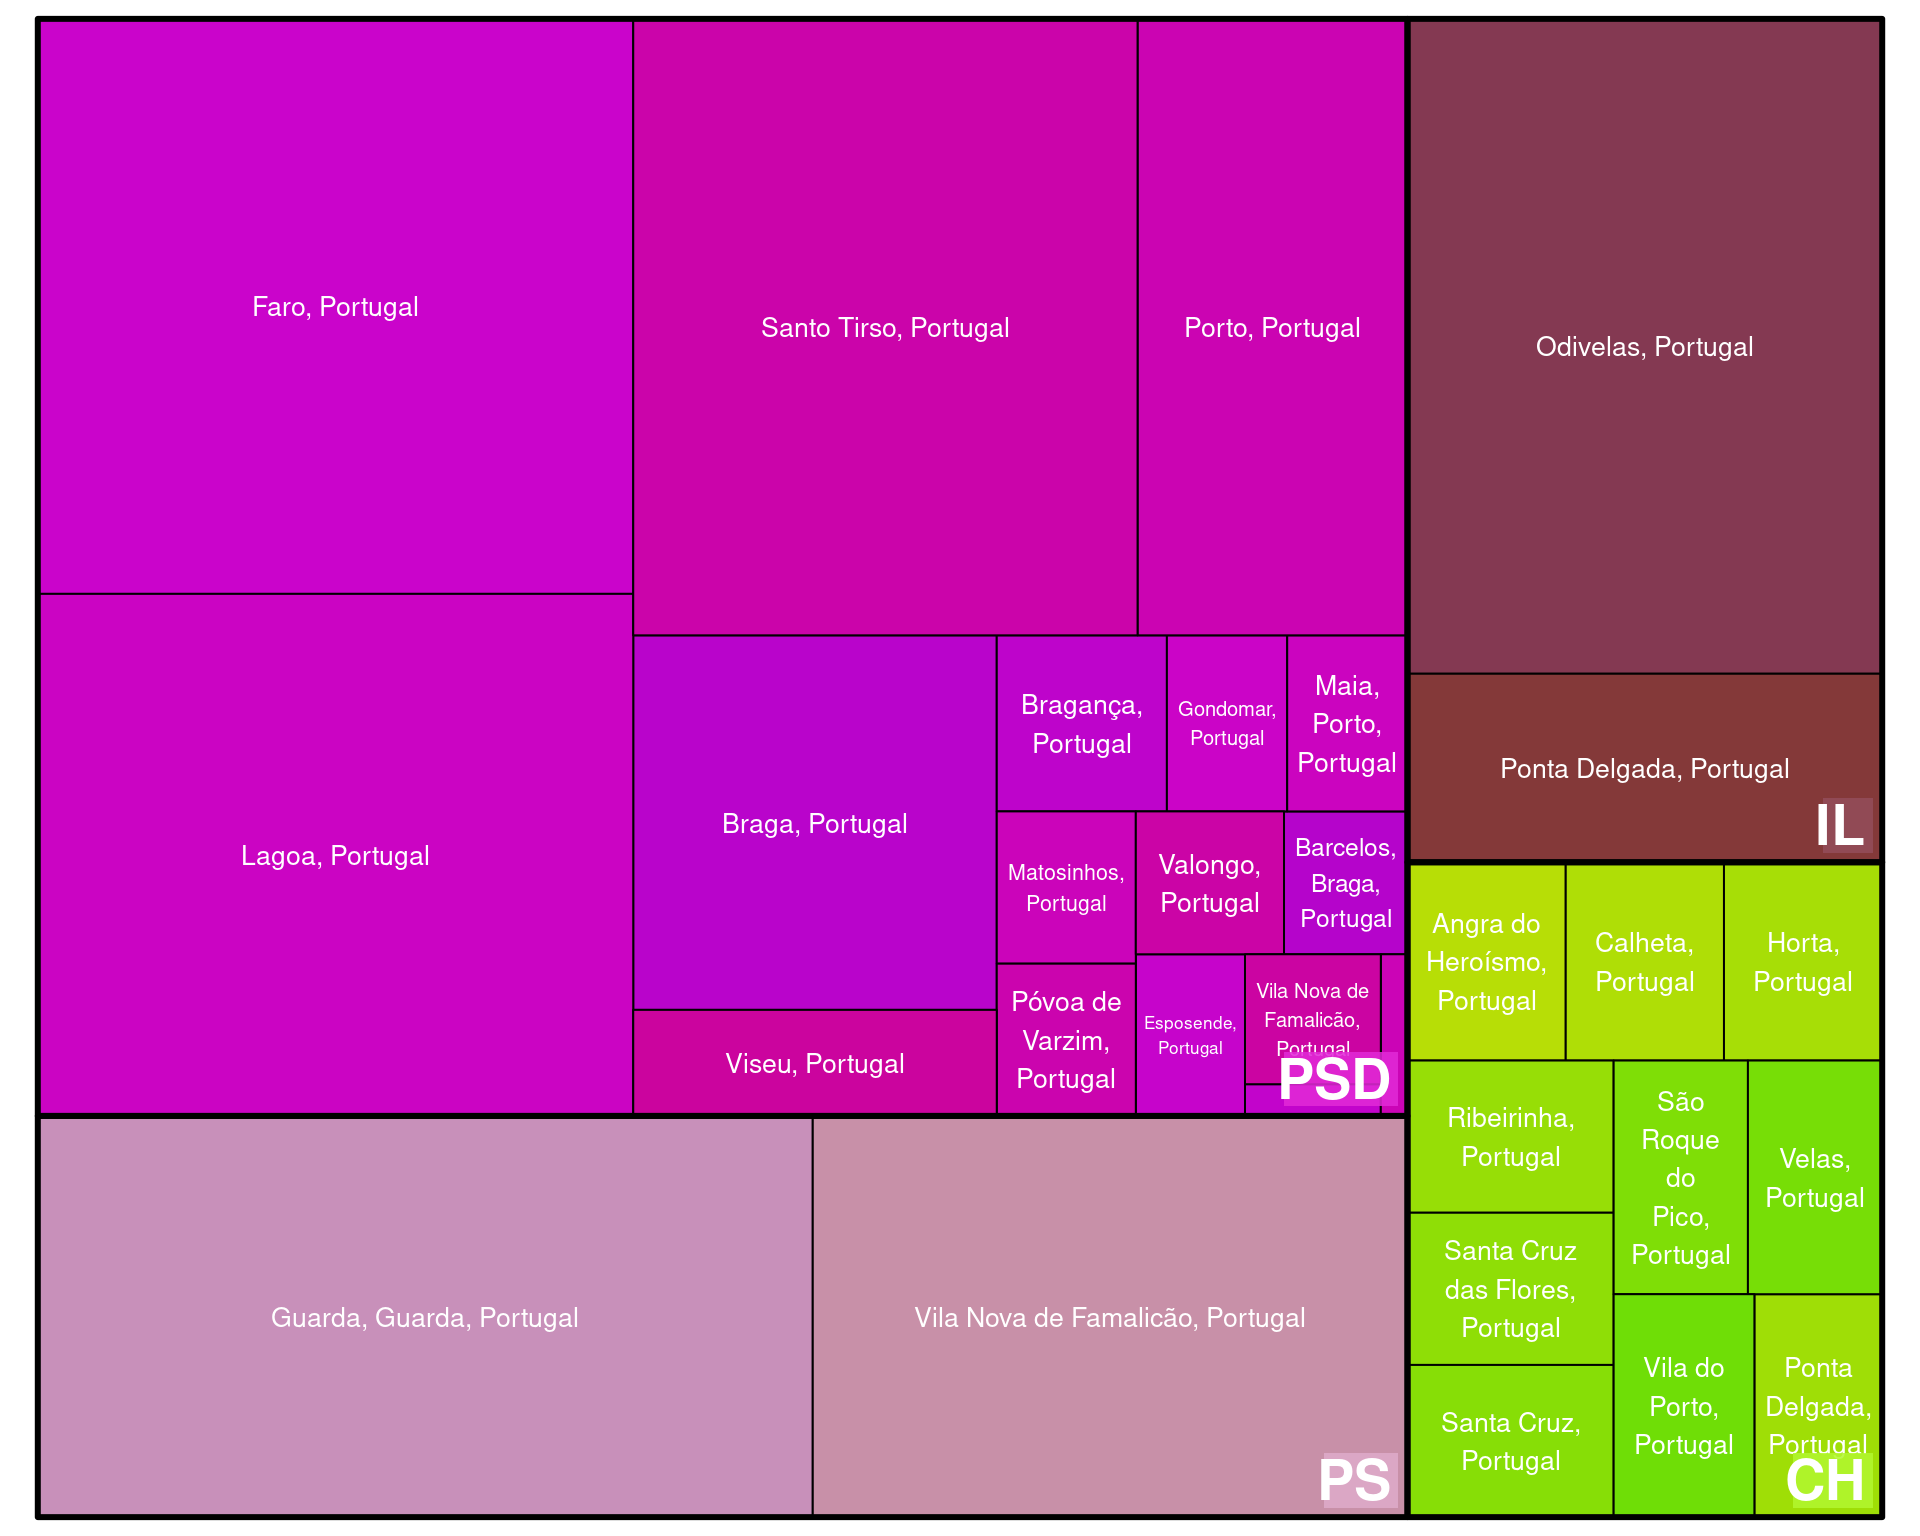 Faro, Portugal
Lagoa, Portugal
Santo Tirso, Portugal
Porto, Portugal
Braga, Portugal
Viseu, Portugal
Bragança,
Portugal
Gondomar,
Portugal
Maia,
Porto,
Portugal
Matosinhos,
Portugal
Póvoa de
Varzim,
Portugal
Valongo,
Portugal
Barcelos,
Braga,
Portugal
Esposende,
Portugal
Vila Nova de
Famalicão,
Portugal
PSD
Guarda, Guarda, Portugal
Vila Nova de Famalicão, Portugal
PS
Odivelas, Portugal
Ponta Delgada, Portugal
IL
Angra do
Heroísmo,
Portugal
Calheta,
Portugal
Horta,
Portugal
Ribeirinha,
Portugal
Santa Cruz
das Flores,
Portugal
Santa Cruz,
Portugal
São
Roque
do
Pico,
Portugal
Velas,
Portugal
Vila do
Porto,
Portugal
Ponta
Delgada,
Portugal
CH